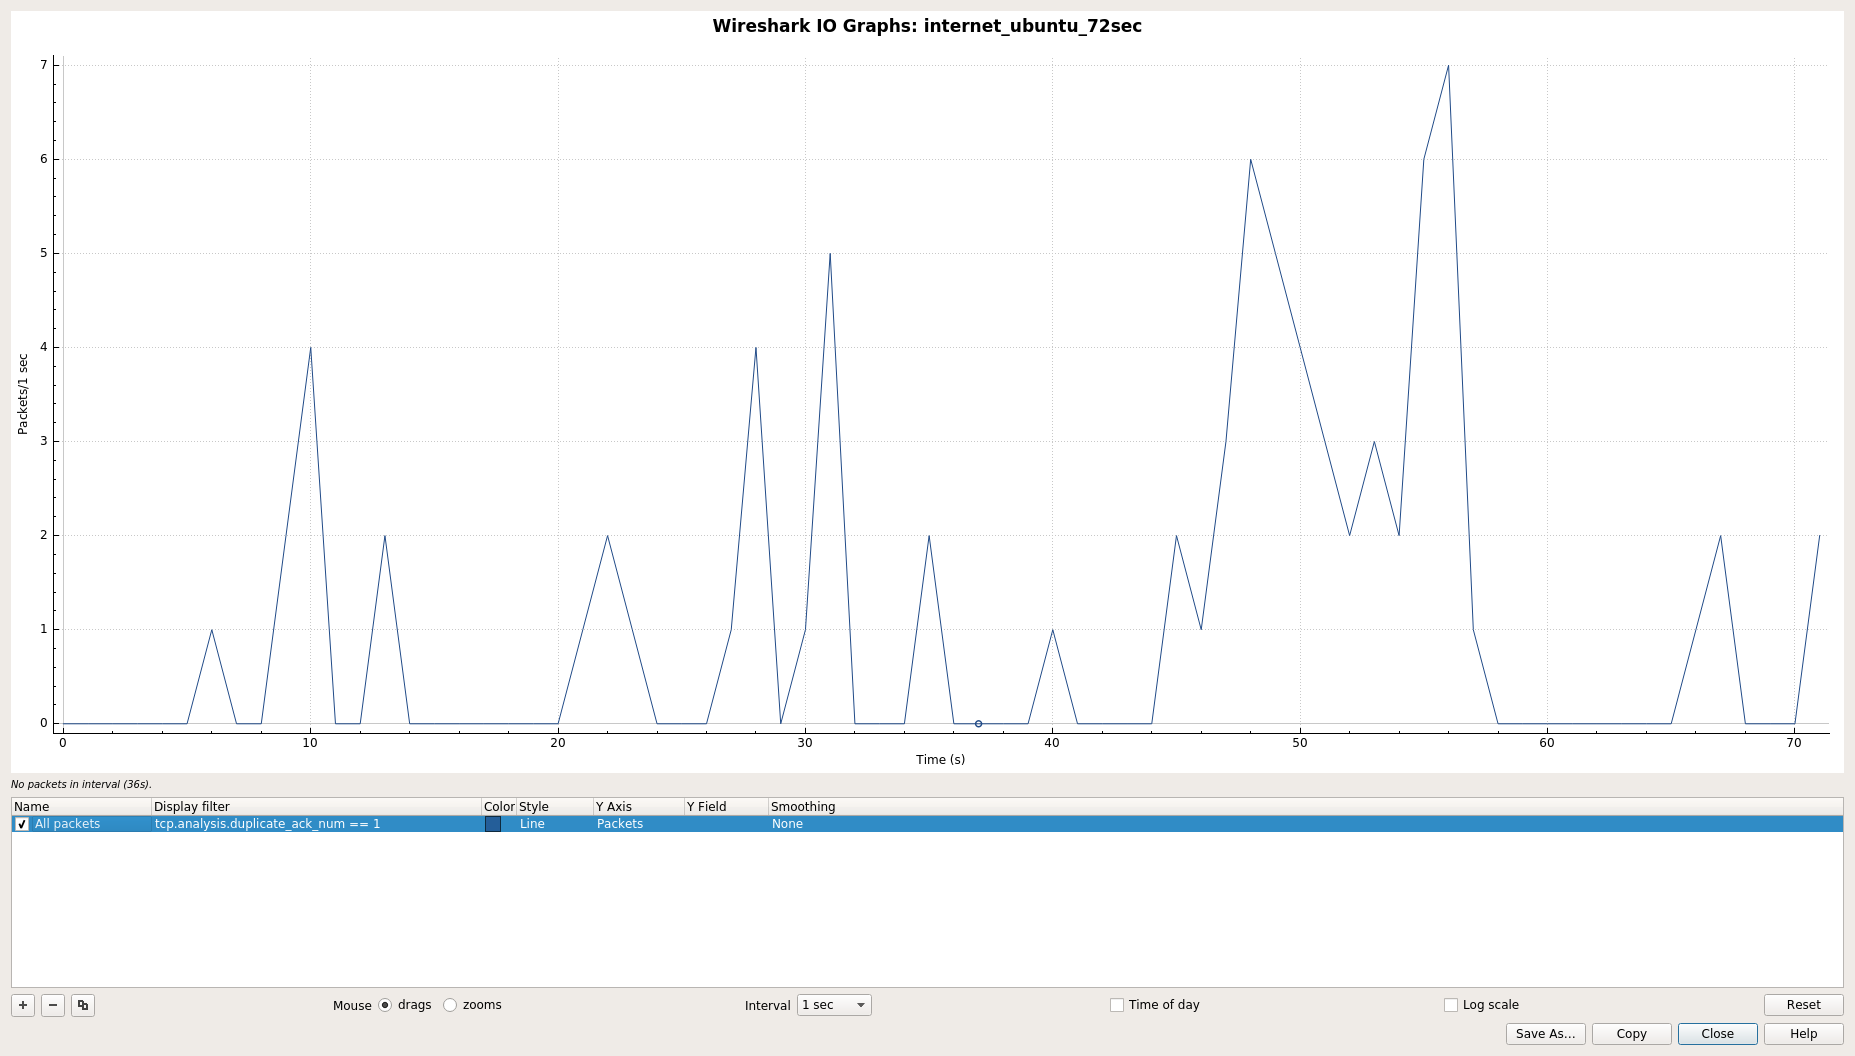 Wireshark IO Graphs: internet_ubuntu_72sec
7
6
5
4
3
2
1
0
Packets/1 sec
0 10 20 30 40 50 60 70
Time (s)
No packets in interval (36s).
Name Display filter Color Style Y Axis Y Field Smoothing
All packets tcp.analysis.duplicate_ack_num == 1 Line Packets None
Mouse drags zooms Interval 1 sec Time of day Log scale Reset
Save As... Copy Close Help